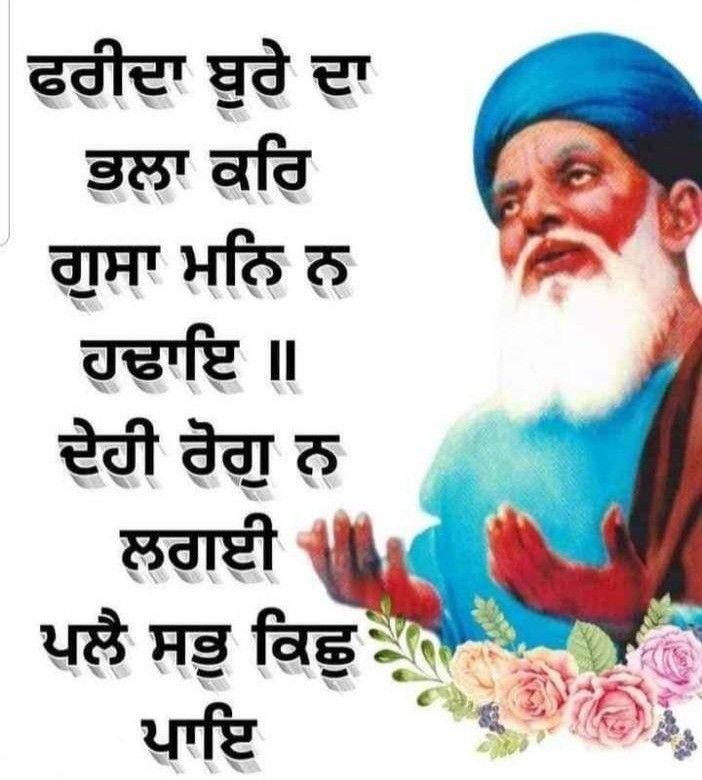 ਫਰੀਦਾ ਬੁਰੇ ਦਾ
ਭਲਾ ਕਰਿ
ਗੁਸਾ ਮਨਿ ਨ
ਹਢਾਇ ॥
ਦੇਹੀ ਰੋਗੁ ਨ
ਲਗਈ
ਪਲੈ ਸਭੁ ਕਿਛੁ
ਪਾਇ